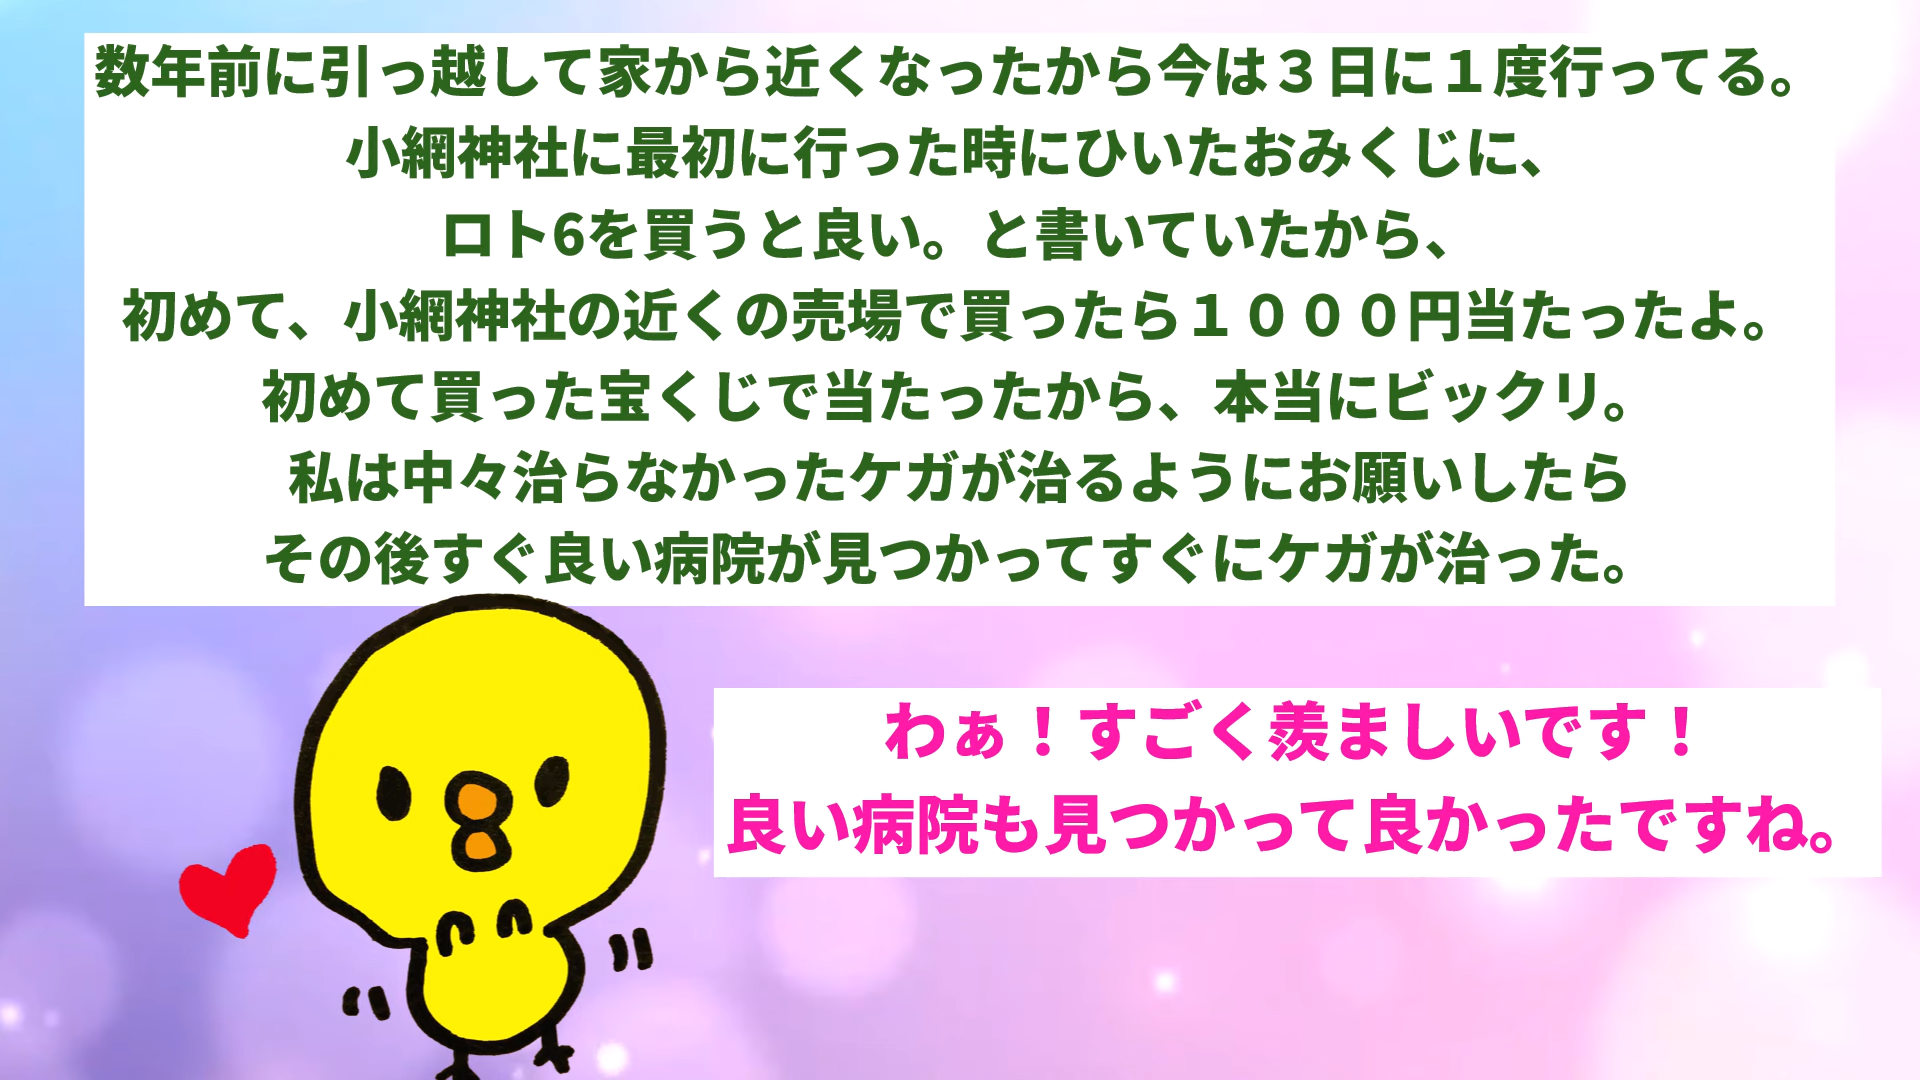 数年前に引っ越して家から近くなったから今は３日に１度行ってる。
小網神社に最初に行った時にひいたおみくじに、
ロト6を買うと良い。と書いていたから、
初めて、小網神社の近くの売場で買ったら１０００円当たったよ。
初めて買った宝くじで当たったから、本当にビックリ。
私は中々治らなかったケガが治るようにお願いしたら
その後すぐ良い病院が見つかってすぐにケガが治った。
わぁ！すごく羨ましいです！
良い病院も見つかって良かったですね。